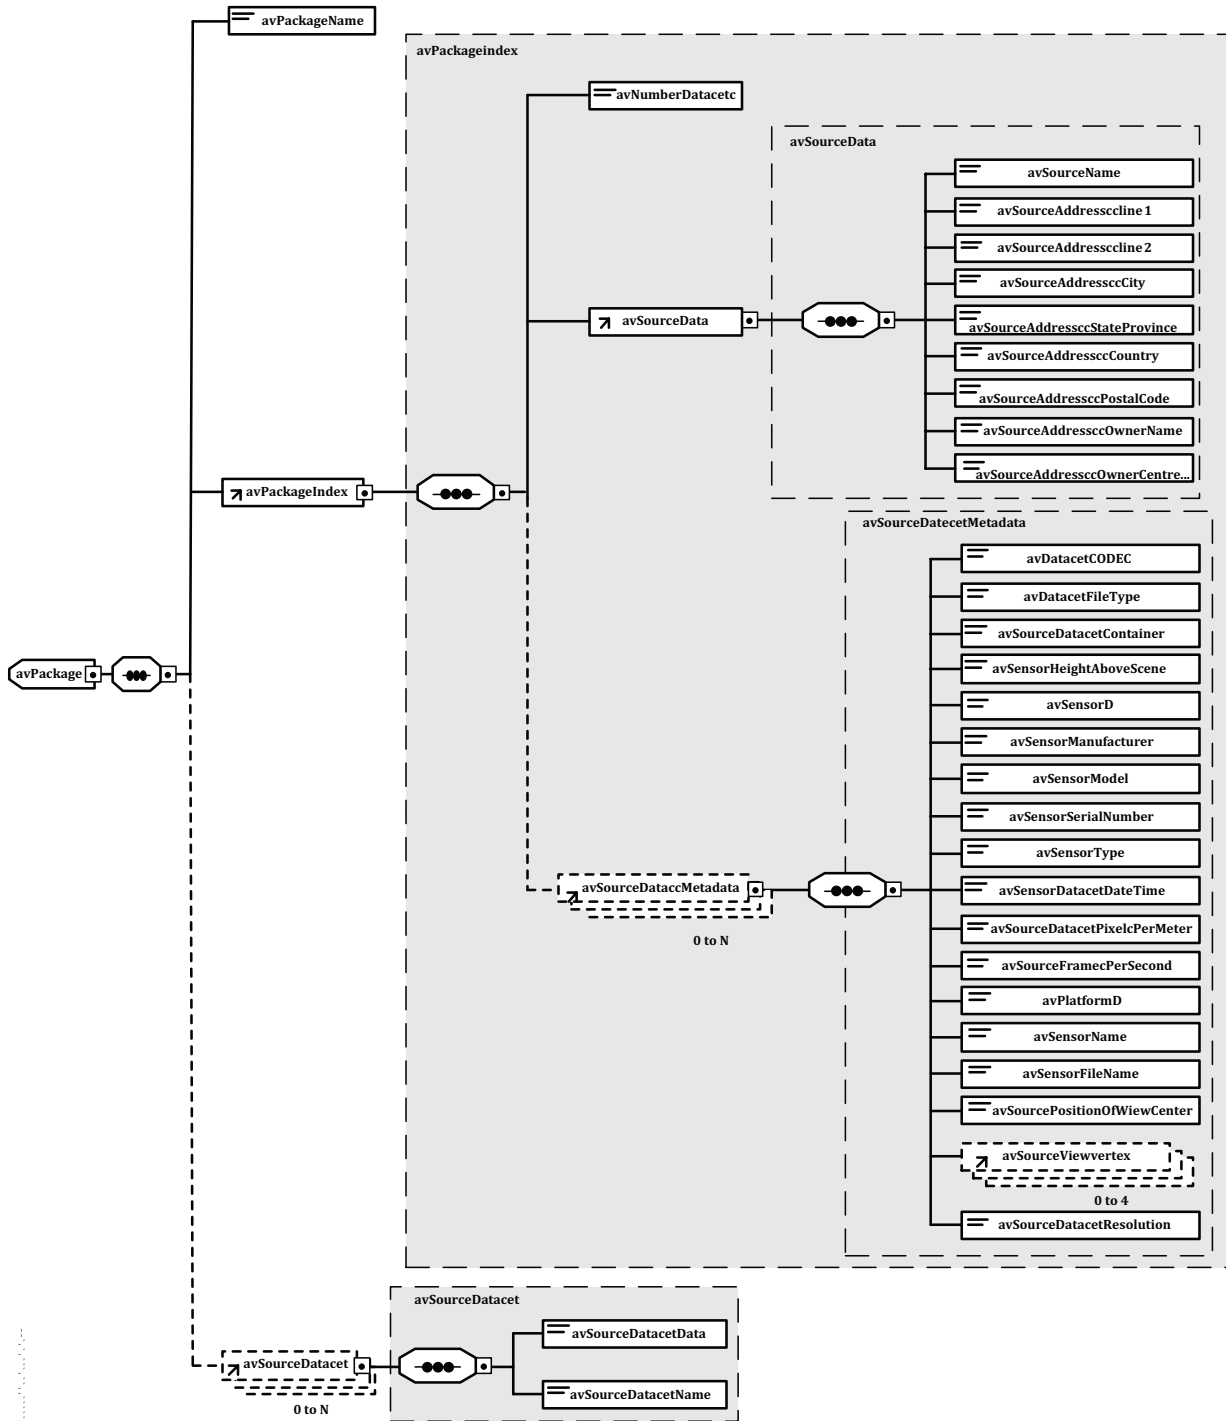 avPackageName
avPackageindex
avNumberDatacetc
avSourceData
avSourceName
avSourceAddressccline 1
avSourceAddressccline 2
avSourceAddressccCity
avSourceData
avSourceAddressccStateProvince
avSourceAddressccCountry
avSourceAddressccPostalCode
avSourceAddressccOwnerName
avSourceAddressccOwnerCentre...
avPackageIndex
avSourceDatecetMetadata
avDatacetCODEC
avDatacetFileType
avSourceDatacetContainer
avPackage
avSensorHeightAboveScene
avSensorD
avSensorManufacturer
avSensorModel
avSensorSerialNumber
avSensorType
avSourceDataccMetadata
avSensorDatacetDateTime
0 to N
avSourceDatacetPixelcPerMeter
avSourceFramecPerSecond
avPlatformD
avSensorName
avSensorFileName
avSourcePositionOfWiewCenter
avSourceViewvertex
0 to 4
avSourceDatacetResolution
avSourceDatacet
avSourceDatacetData
avSourceDatacet
avSourceDatacetName
0 to N